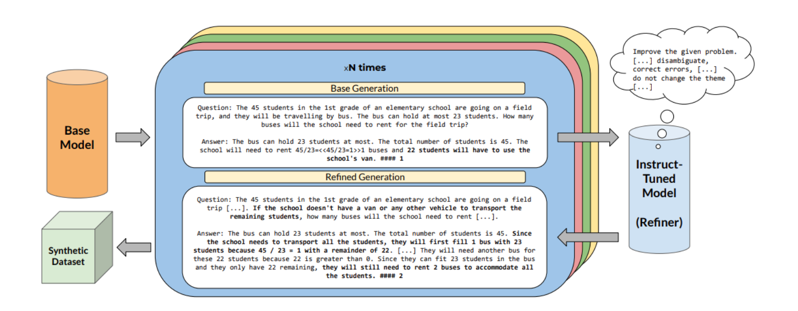 xN times
Base Generation
Question: The 45 students in the 1st grade of an elementary school are going on a field
trip, and they will be travelling by bus. The bus can hold at most 23 students. How many
buses will the school need to rent for the field trip?
Answer: The bus can hold 23 students at most. The total number of students is 45. The
school will need to rent 45/23=<<45/23=1>>1 buses and 22 students will have to use the
school's van. #### 1
Refined Generation
Question: The 45 students in the 1st grade of an elementary school are going on a field
trip [...]. If the school doesn't have a van or any other vehicle to transport the
remaining students, how many buses will the school need to rent [...].
Answer: The bus can hold 23 students at most. The total number of students is 45. Since
the school needs to transport all the students, they will first fill 1 bus with 23
students because 45 / 23 = 1 with a remainder of 22. [...] They will need another bus for
these 22 students because 22 is greater than 0. Since they can fit 23 students in the bus
and they only have 22 remaining, they will still need to rent 2 buses to accommodate all
the students. #### 2
Base
Model
Synthetic
Dataset
Improve the given problem.
[...] disambiguate,
correct errors, [...]
do not change the theme
[...]
Instruct-
Tuned
Model
(Refiner)